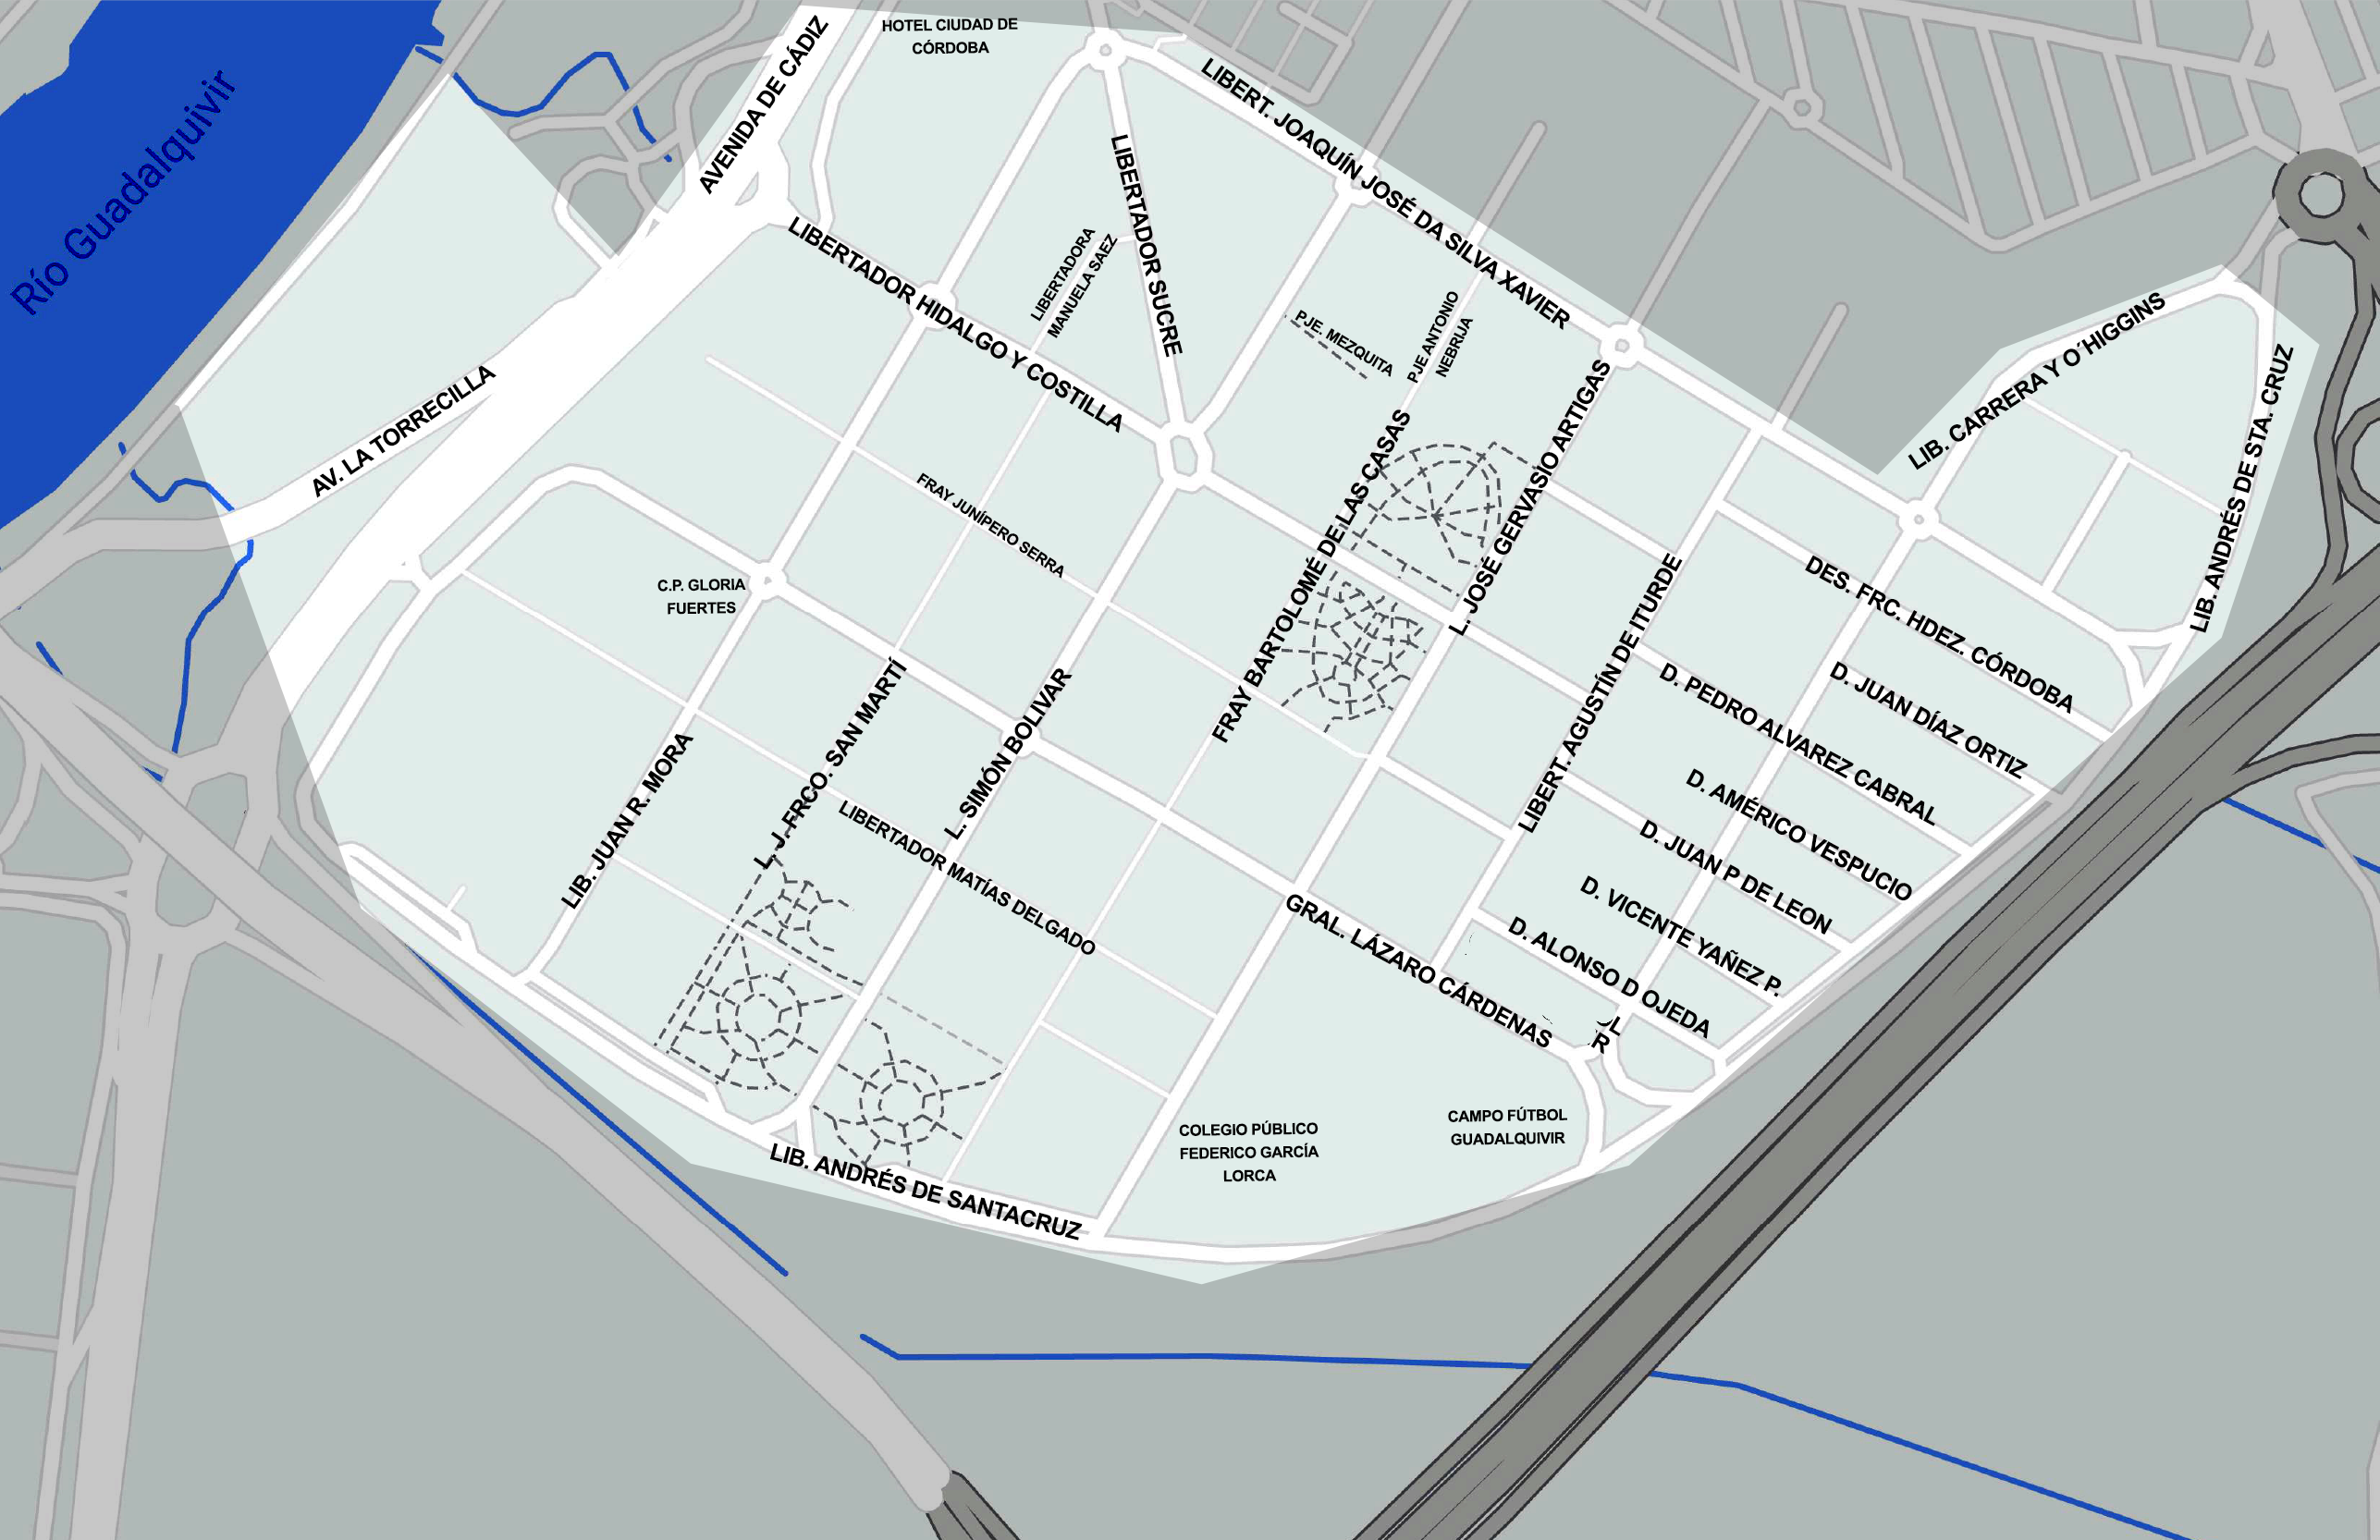 HOTEL CIUDAD DE
CÓRDOBA
AVENIDA DE CÁDIZ
Río Guadalquivir
LIBERT. JOAQUÍN JOSÉ DA SILVA XAVIER
LIBERTADOR SUCRE
LIBERTADORA
MANUELA SAEZ
LIBERTADOR HIDALGO Y COSTILLA
PJE. MEZQUITA
PJE ANTONIO
NEBRIJA
LIB. CARRERA Y O´HIGGINS
LIB. ANDRÉS DE STA. CRUZ
AV. LA TORRECILLA
FRAY JUNÍPERO SERRA
FRAY BARTOLOMÉ DE LAS CASAS
L. JOSÉ GERVASIO ARTIGAS
LIBERT. AGUSTÍN DE ITURDE
DES. FRC. HDEZ. CÓRDOBA
C.P. GLORIA
FUERTES
D. JUAN DÍAZ ORTIZ
D. PEDRO ALVAREZ CABRAL
D. AMÉRICO VESPUCIO
D. JUAN P DE LEON
D. VICENTE YAÑEZ P.
D. ALONSO D OJEDA
LIB. JUAN R. MORA
L. J. FRCO. SAN MARTÍ
L. SIMÓN BOLIVAR
LIBERTADOR MATÍAS DELGADO
GRAL. LÁZARO CÁRDENAS
L
R
COLEGIO PÚBLICO
FEDERICO GARCÍA
LORCA
CAMPO FÚTBOL
GUADALQUIVIR
LIB. ANDRÉS DE SANTACRUZ